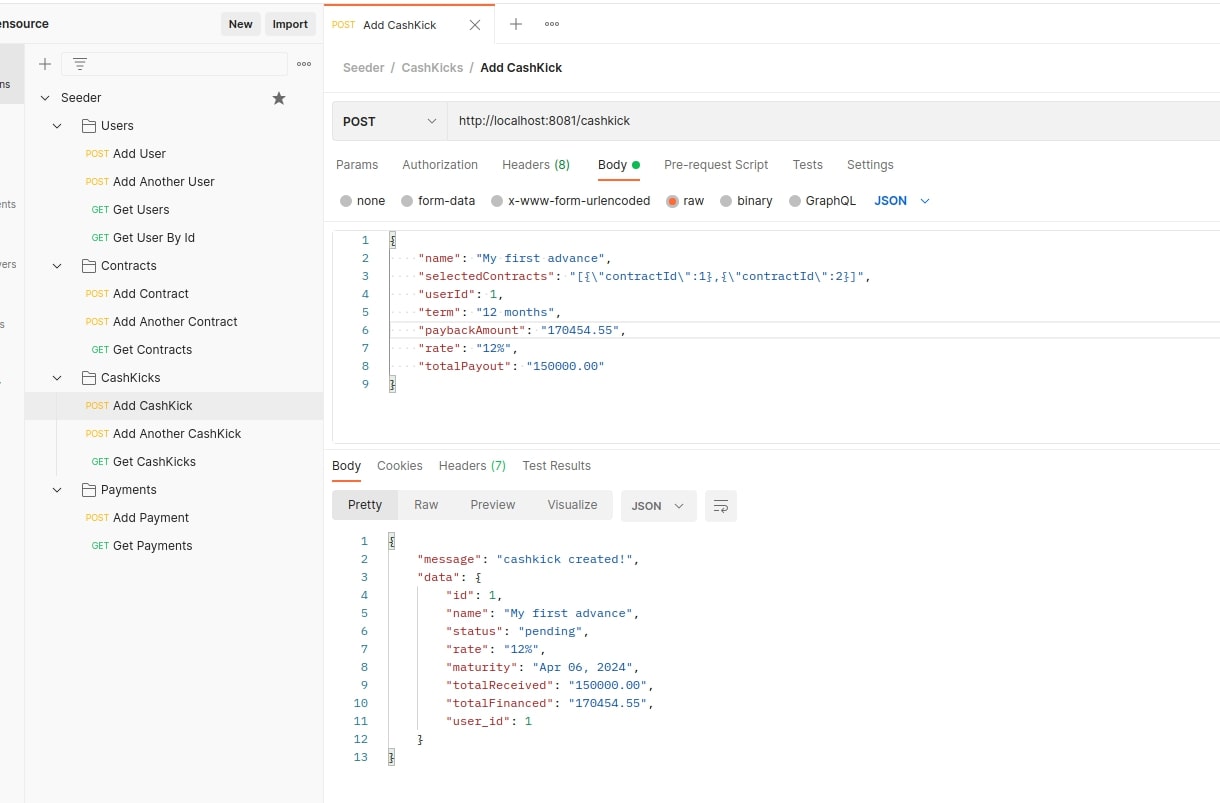 ensource
New
Import
POST Add CashKick
ns
ents
vers
s
Seeder
Users
POST Add User
POST Add Another User
GET Get Users
GET Get User By Id
Contracts
POST Add Contract
POST Add Another Contract
GET Get Contracts
CashKicks
POST Add CashKick
POST Add Another CashKick
GET Get CashKicks
Payments
POST Add Payment
GET Get Payments
Seeder / CashKicks / Add CashKick
POST http://localhost:8081/cashkick
Params Authorization Headers (8) Body Pre-request Script Tests Settings
none form-data x-www-form-urlencoded raw binary GraphQL JSON
1 {
2 "name": "My first advance",
3 "selectedContracts": "[{\"contractId\":1},{\"contractId\":2}]",
4 "userId": 1,
5 "term": "12 months",
6 "paybackAmount": "170454.55",
7 "rate": "12%",
8 "totalPayout": "150000.00"
9 }
Body Cookies Headers (7) Test Results
Pretty Raw Preview Visualize JSON
1 {
2 "message": "cashkick created!",
3 "data": {
4 "id": 1,
5 "name": "My first advance",
6 "status": "pending",
7 "rate": "12%",
8 "maturity": "Apr 06, 2024",
9 "totalReceived": "150000.00",
10 "totalFinanced": "170454.55",
11 "user_id": 1
12 }
13 }